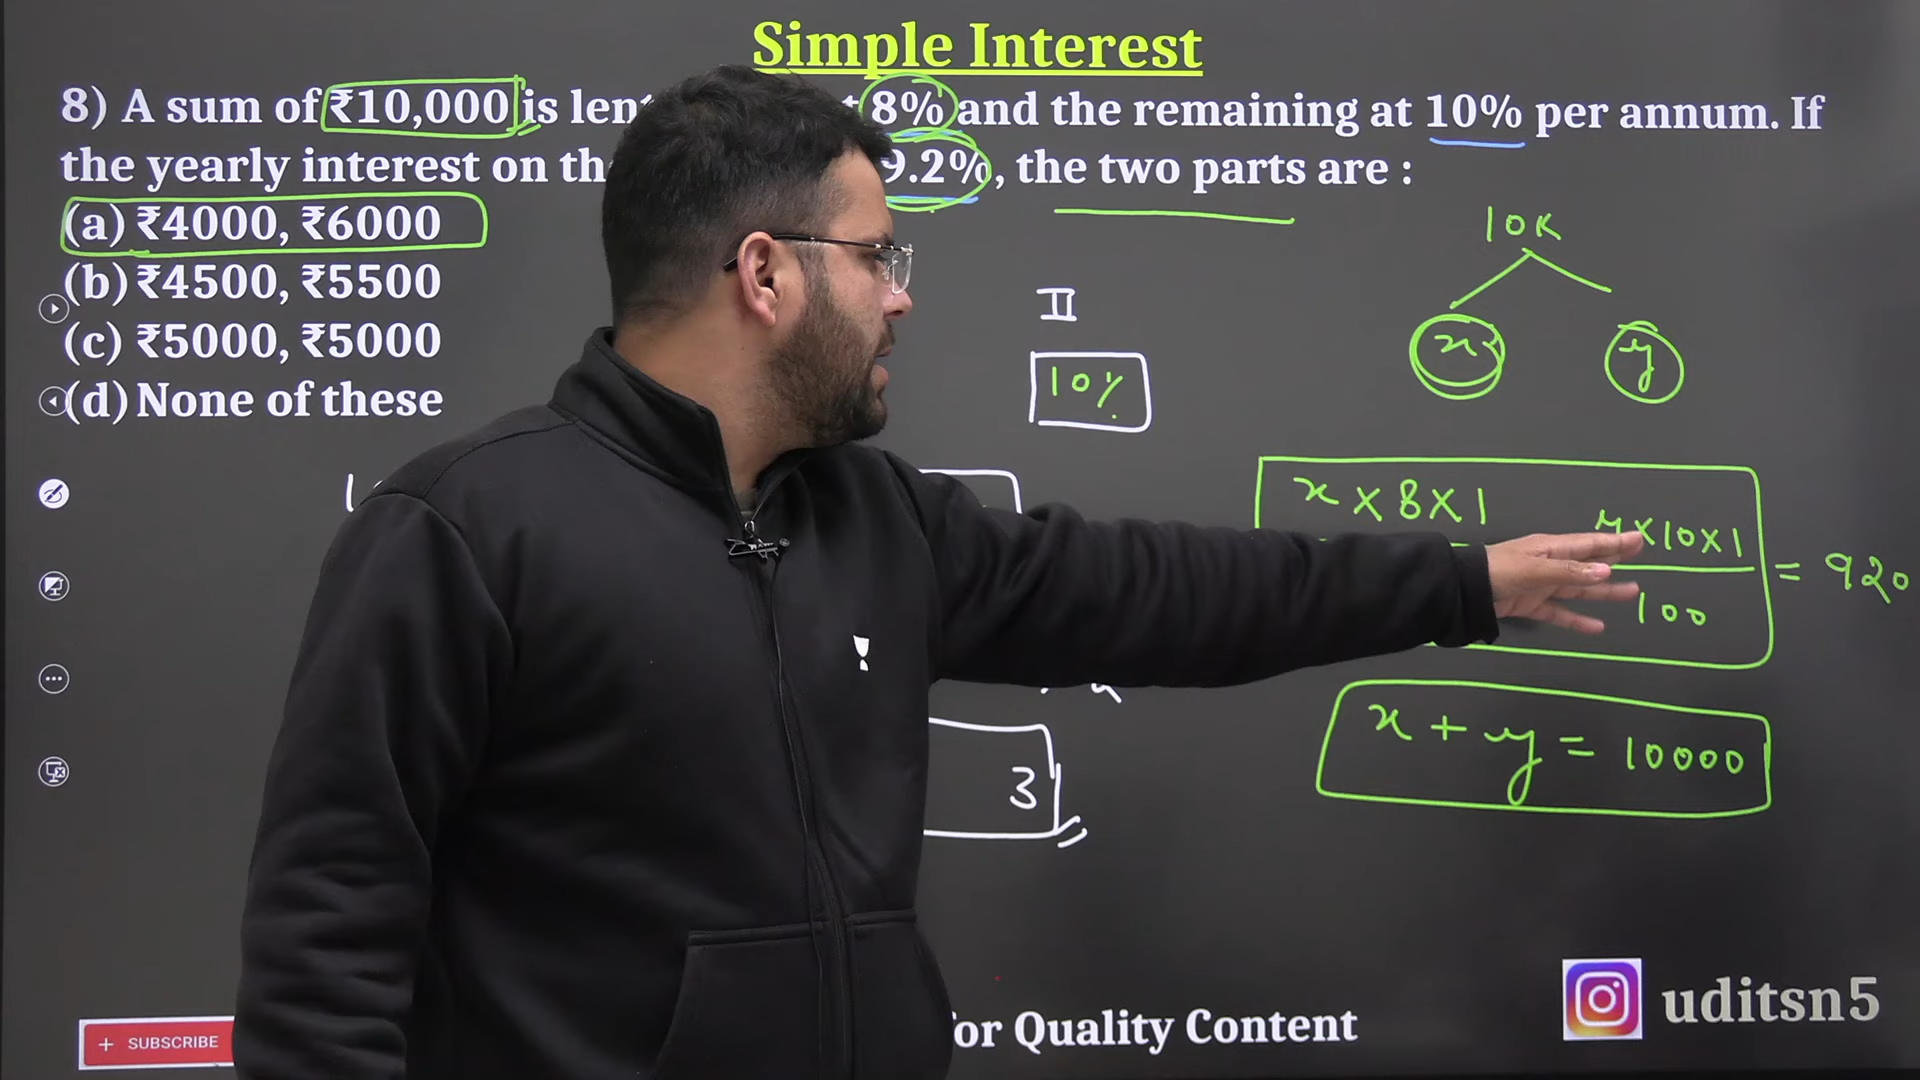 Simple Interest
8) A sum of ₹10,000 is lent 8% and the remaining at 10% per annum. If
the yearly interest on 9.2%, the two parts are :
(a) ₹4000, ₹6000
(b) ₹4500, ₹5500
(c) ₹5000, ₹5000
(d) None of these
10K
x y
II
10%
x × 8 × 1
y × 10 × 1
= 920
100
3
x + y = 10000
for Quality Content
+ SUBSCRIBE
uditsn5